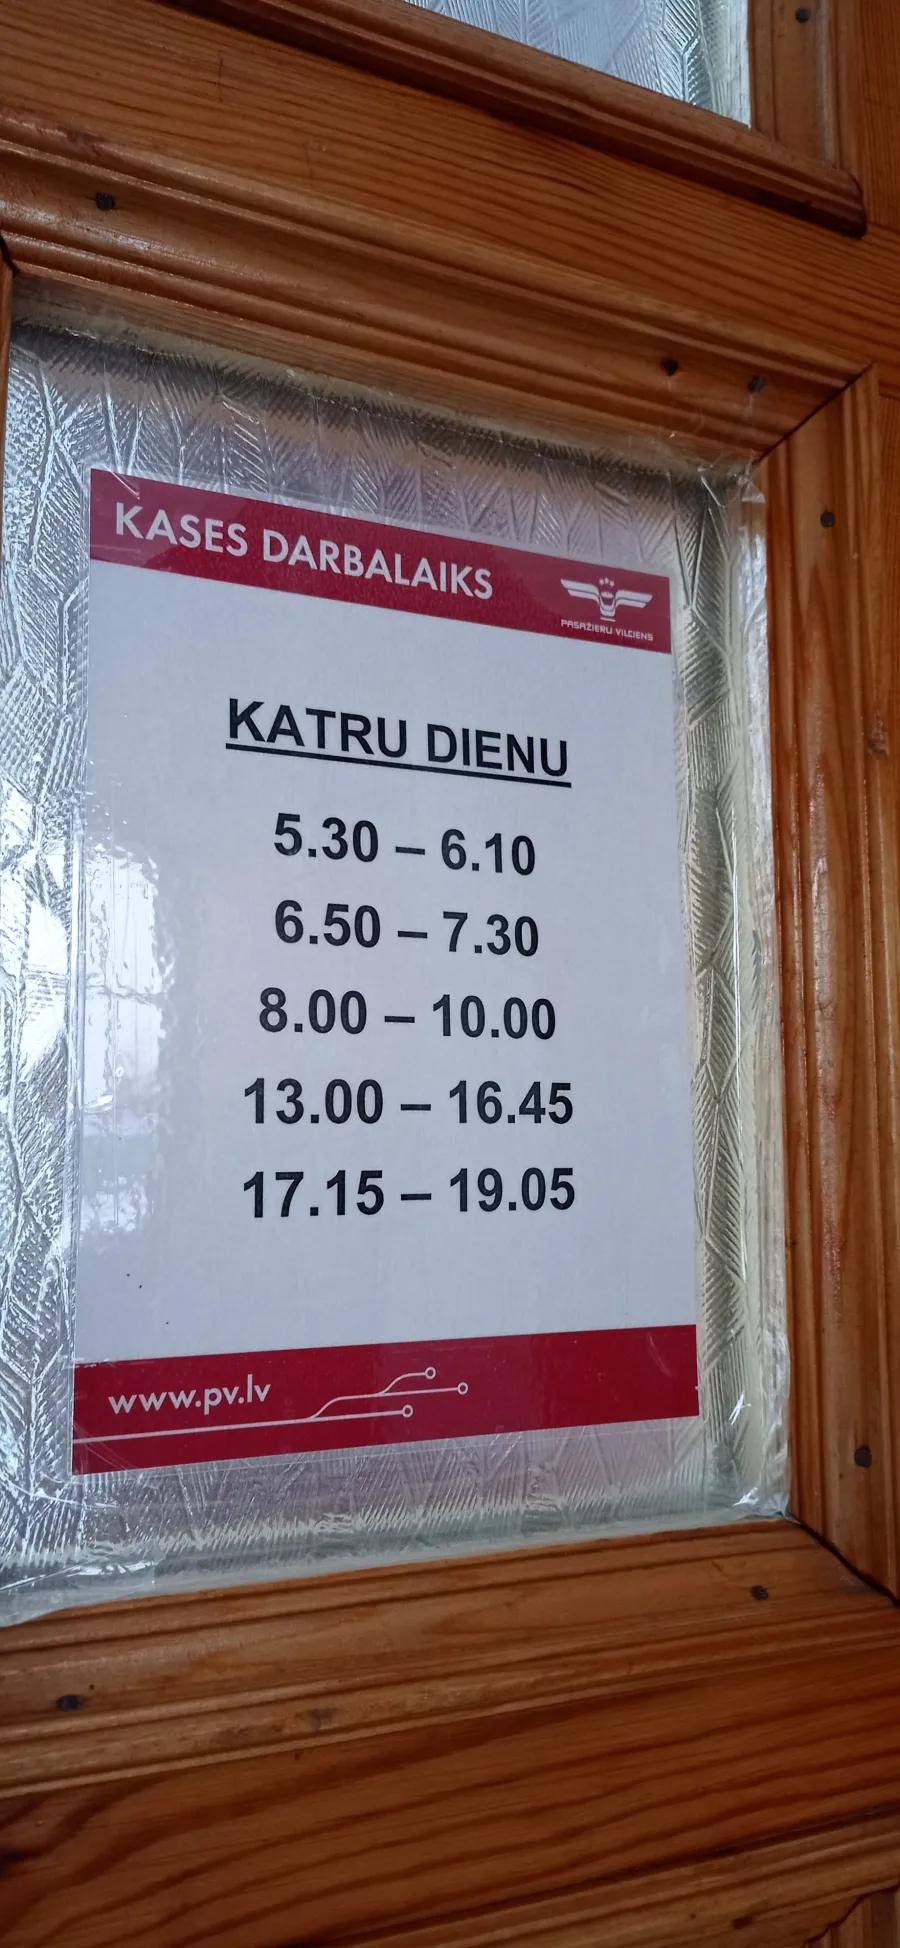 KASES DARBALAIKS
PASAŽIERU VILCIENS
KATRU DIENU
5.30 – 6.10
6.50 – 7.30
8.00 – 10.00
13.00 – 16.45
17.15 – 19.05
www.pv.lv